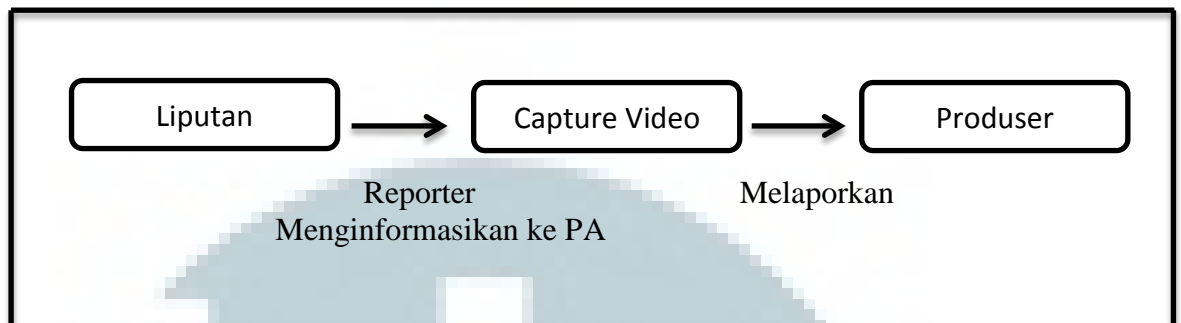 Liputan
Capture Video
Produser
Reporter
Menginformasikan ke PA
Melaporkan